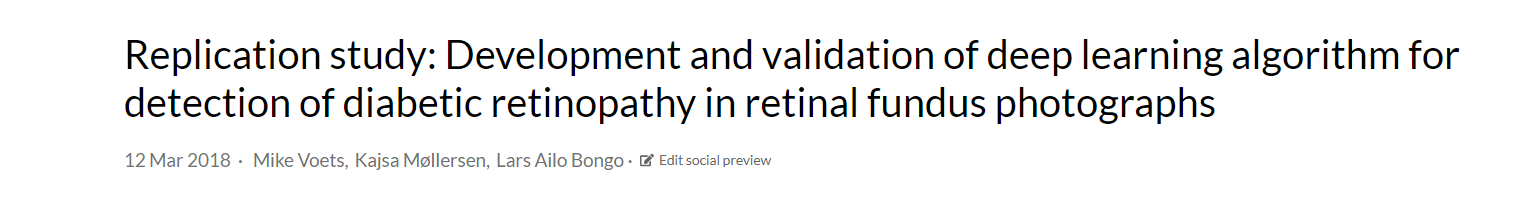 Replication study: Development and validation of deep learning algorithm for
detection of diabetic retinopathy in retinal fundus photographs
12 Mar 2018 · Mike Voets, Kajsa Møllersen, Lars Ailo Bongo · Edit social preview